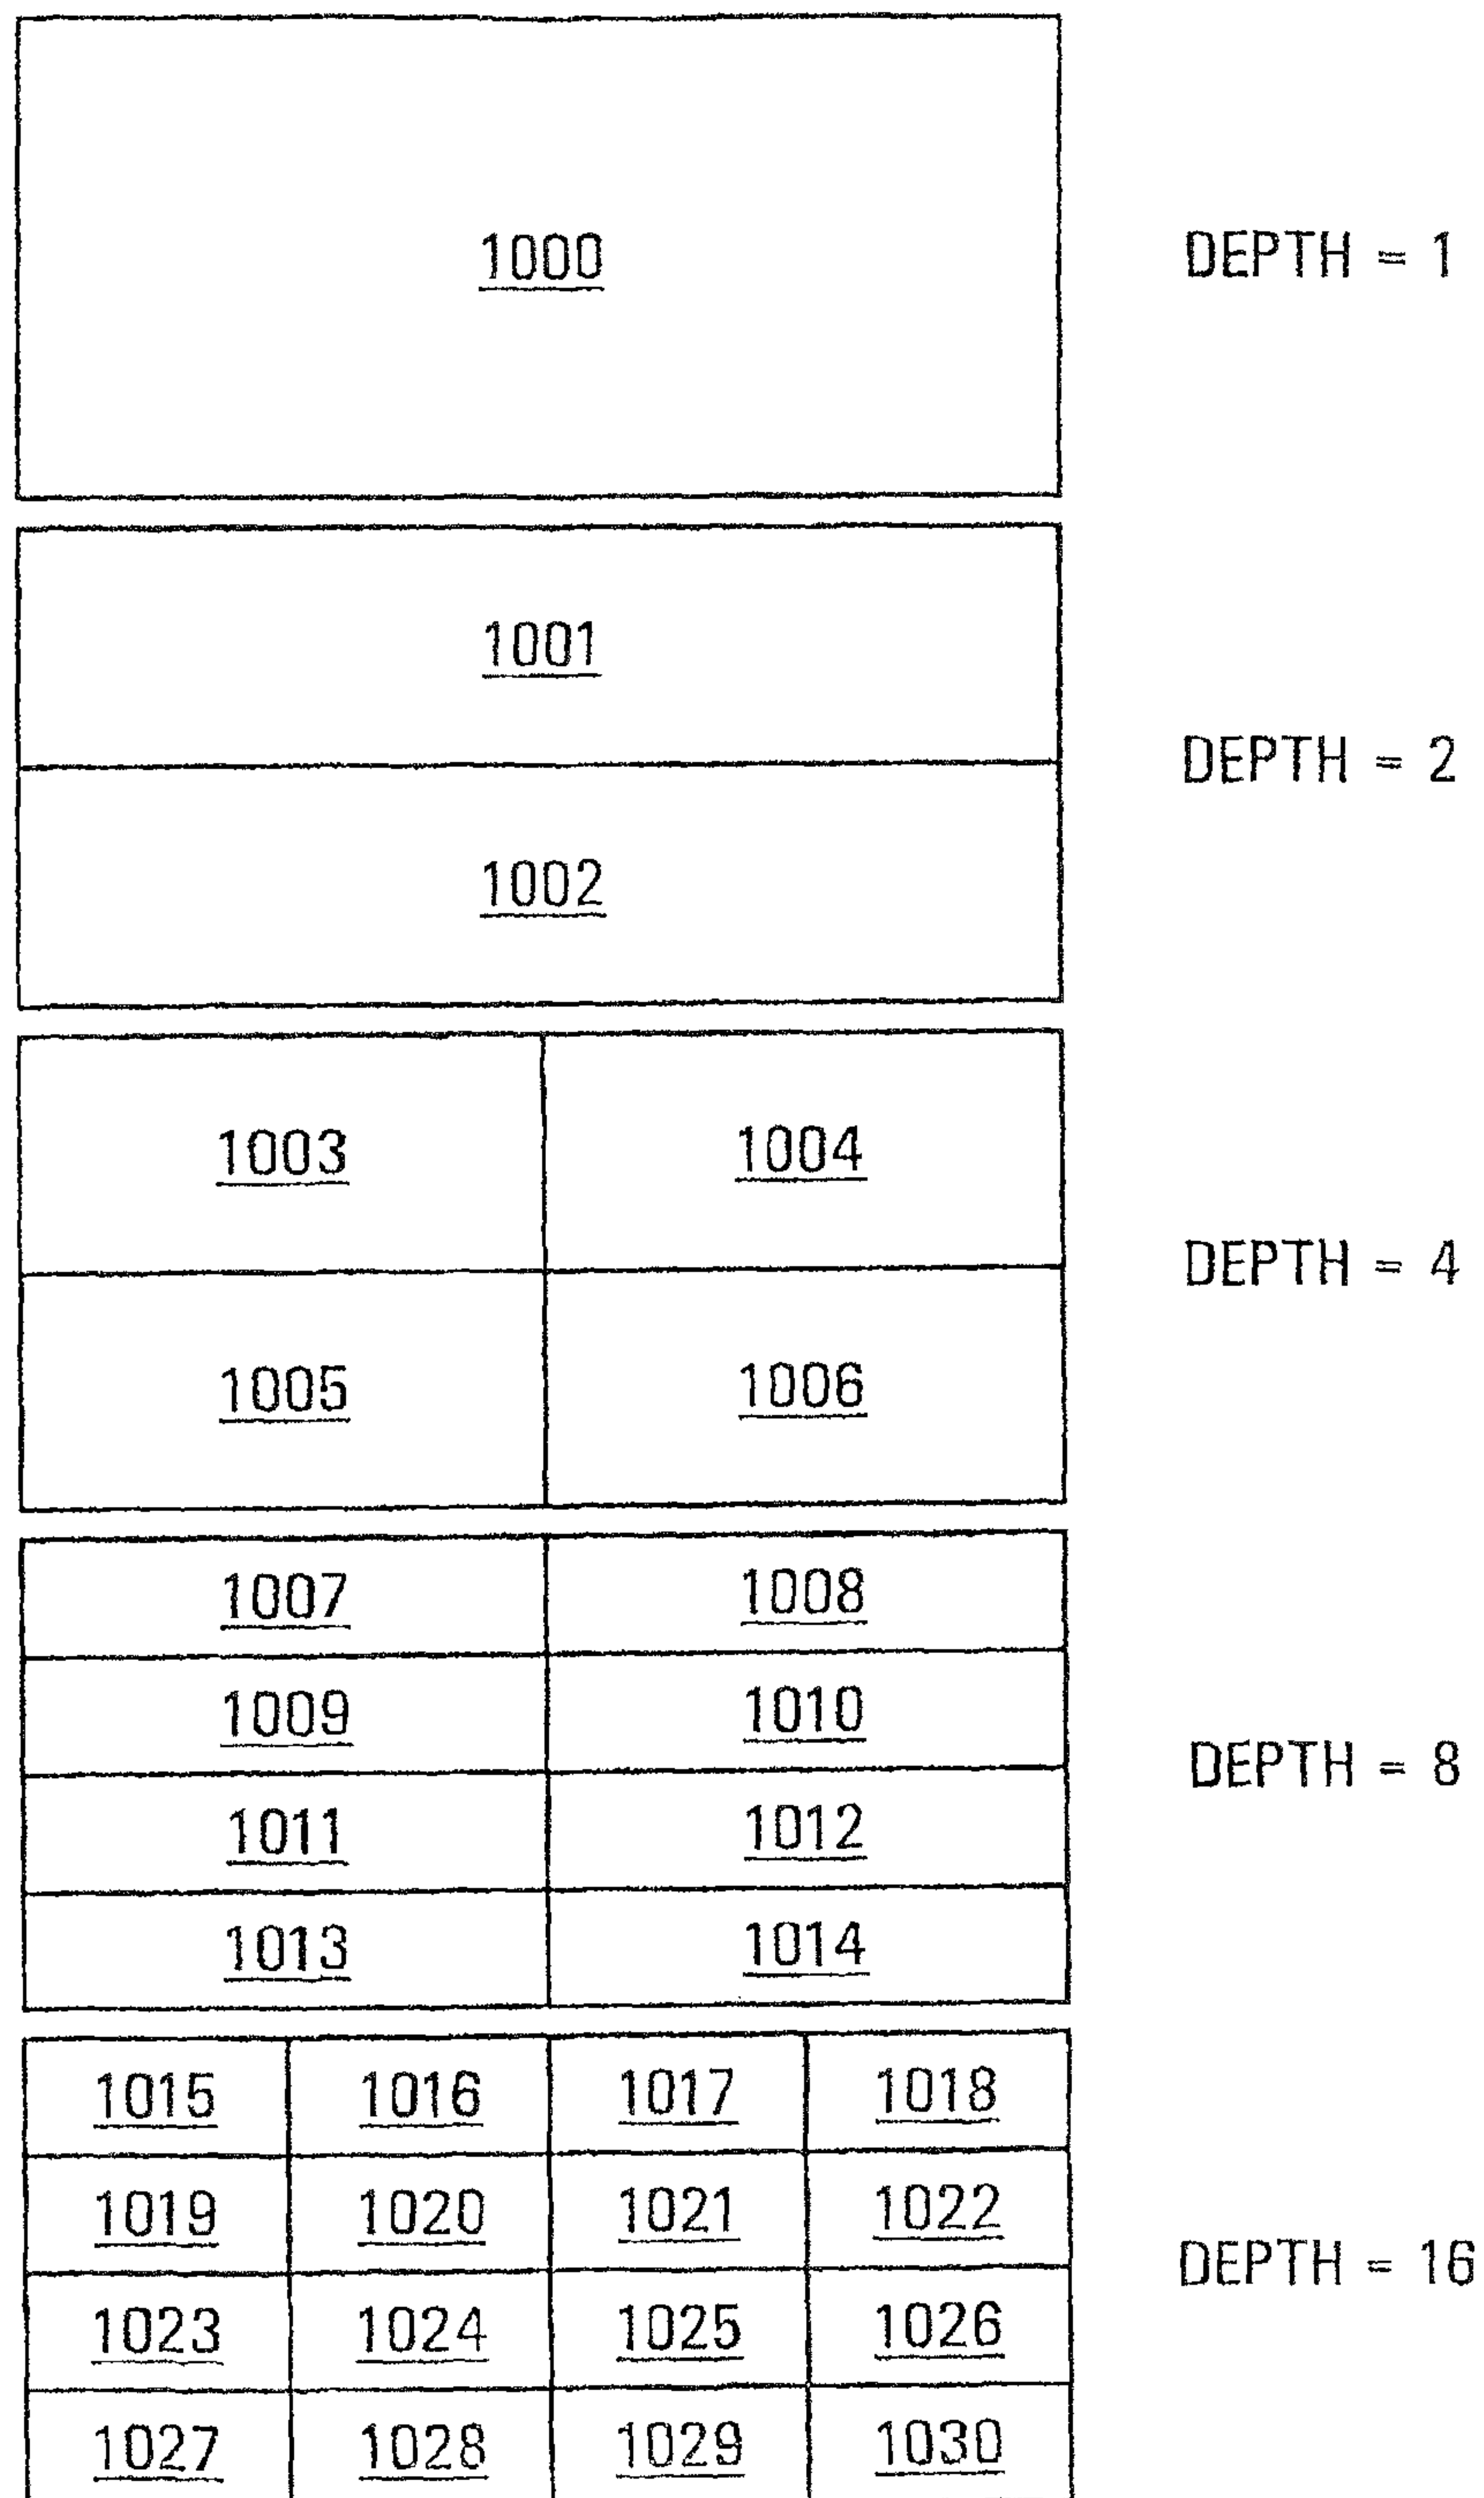 1000
DEPTH = 1
1001
DEPTH = 2
1002
1003 1004
DEPTH = 4
1005 1006
1007 1008
1009 1010
DEPTH = 8
1011 1012
1013 1014
1015 1016 1017 1018
1019 1020 1021 1022
DEPTH = 16
1023 1024 1025 1026
1027 1028 1029 1030